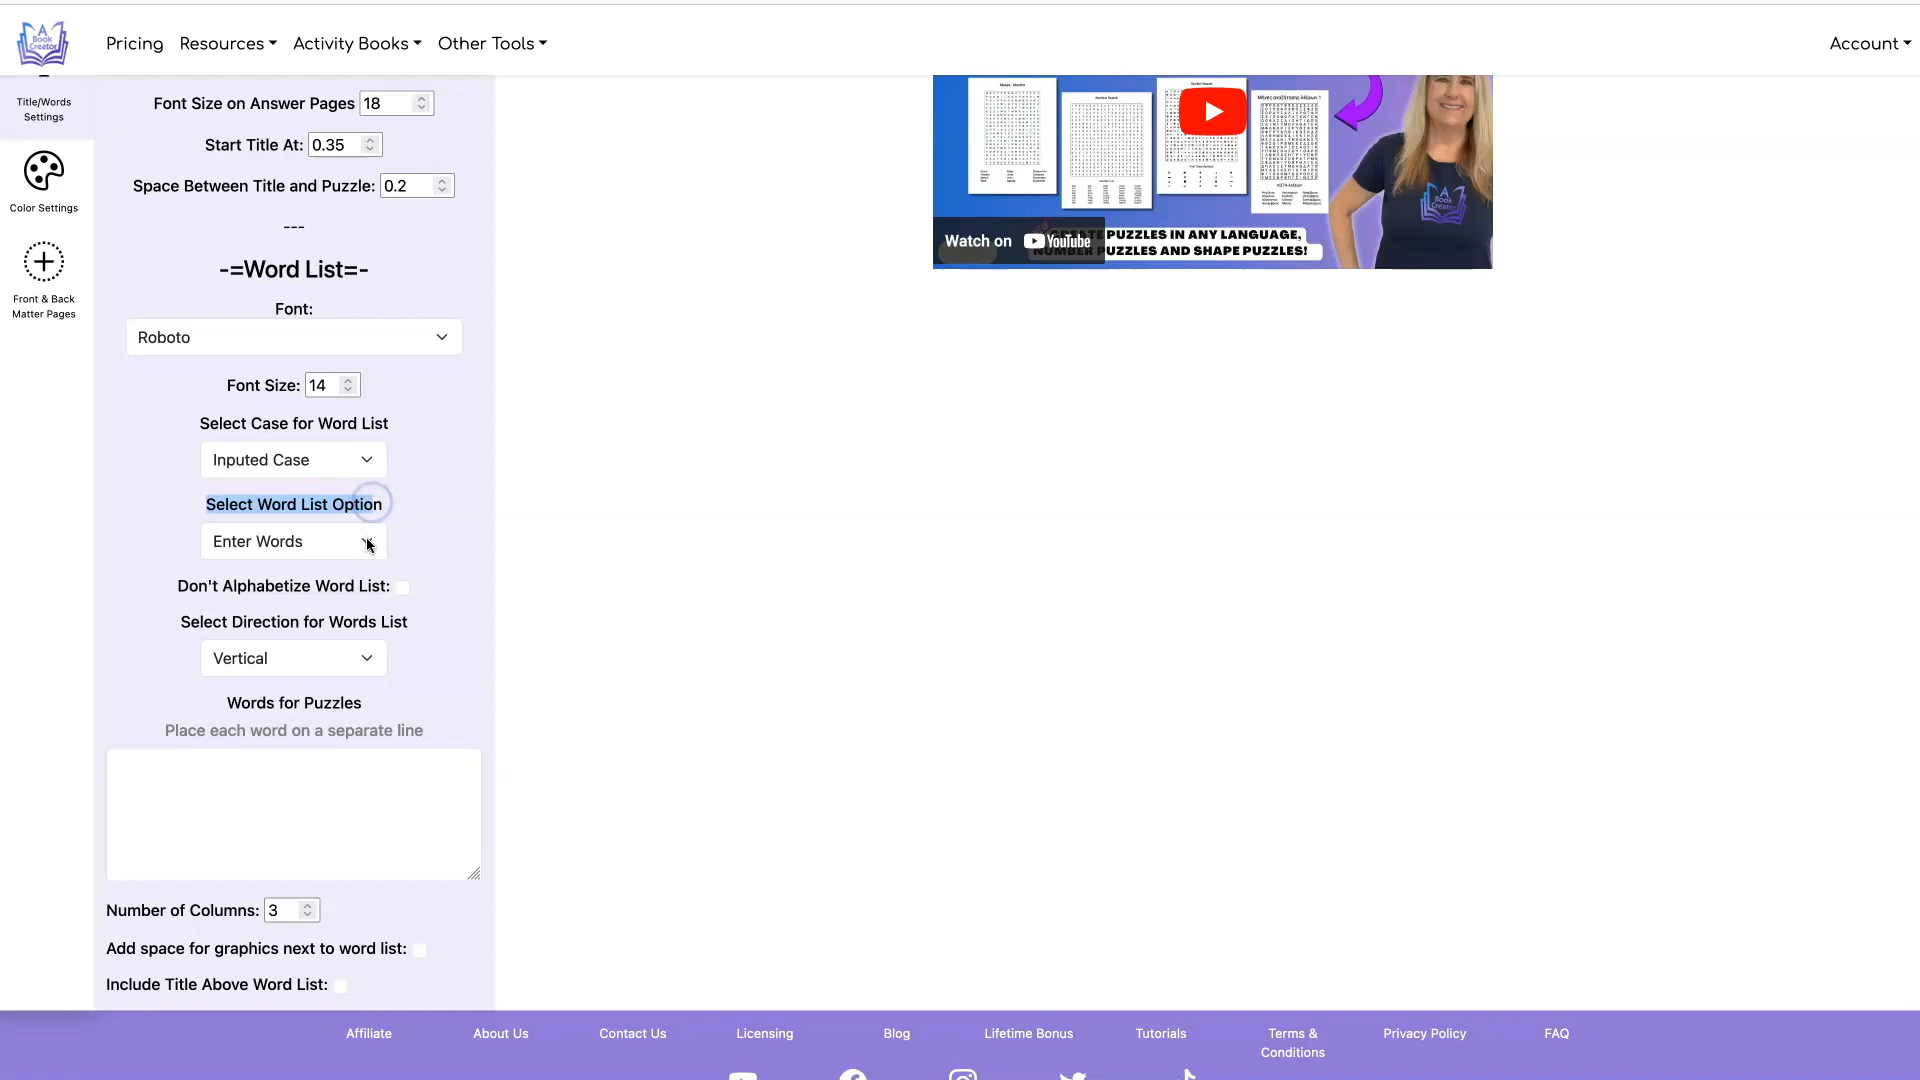 A
Book
Creator
Pricing
Resources
Activity Books
Other Tools
Account
Title/Words
Settings
Color Settings
Front & Back
Matter Pages
Font Size on Answer Pages 18
Start Title At: 0.35
Space Between Title and Puzzle: 0.2
---
-=Word List=-
Font:
Roboto
Font Size: 14
Select Case for Word List
Inputed Case
Select Word List Option
Enter Words
Don't Alphabetize Word List:
Select Direction for Words List
Vertical
Words for Puzzles
Place each word on a separate line
Number of Columns: 3
Add space for graphics next to word list:
Include Title Above Word List:
A
Book
Creator
Watch on YouTube
PUZZLES IN ANY LANGUAGE,
NUMBER PUZZLES AND SHAPE PUZZLES!
Affiliate
About Us
Contact Us
Licensing
Blog
Lifetime Bonus
Tutorials
Terms &
Conditions
Privacy Policy
FAQ